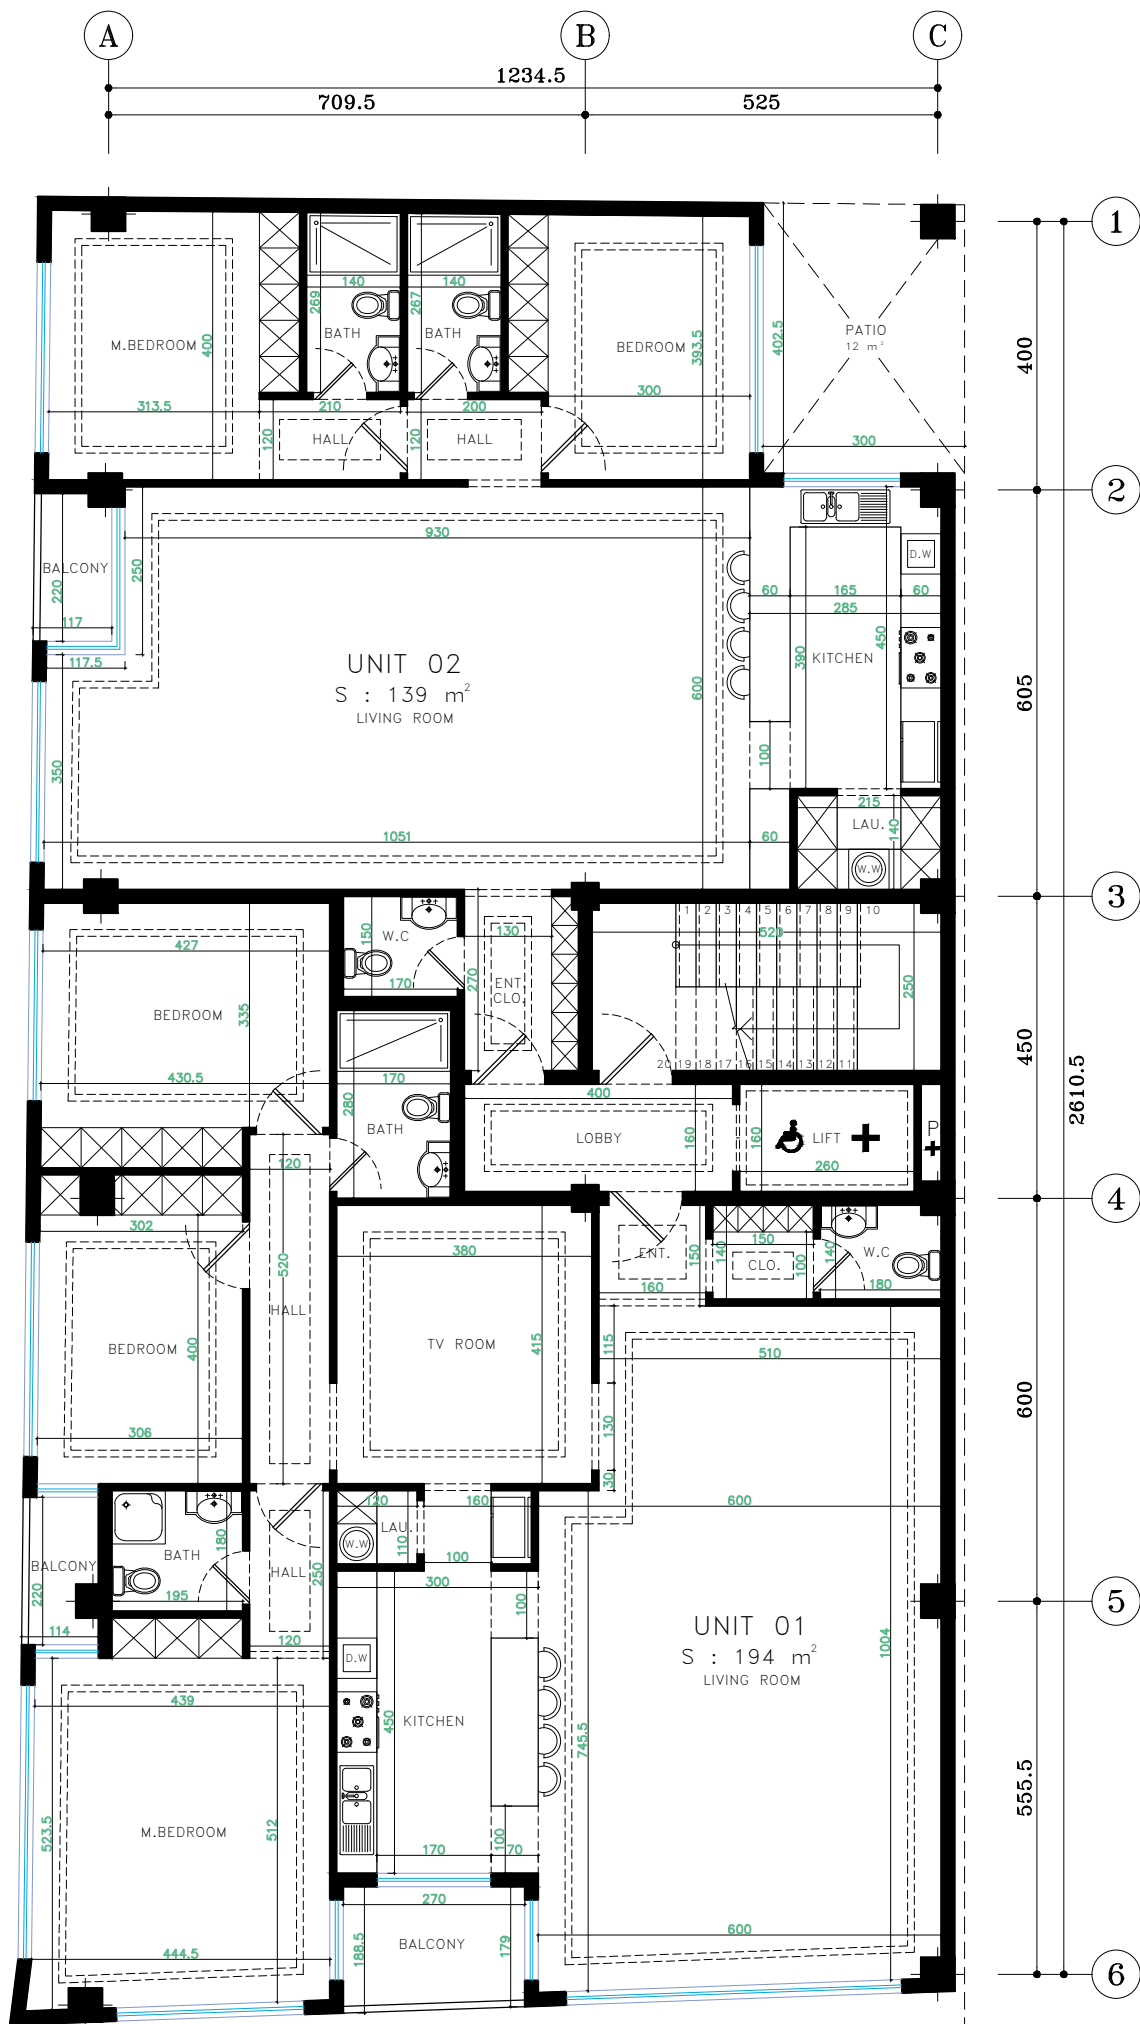 A
B
C
1234.5
709.5
525
1
400
2
605
3
450
2610.5
4
600
5
555.5
6
140
140
269
267
BATH
BATH
M.BEDROOM
400
BEDROOM
393.5
402.5
PATIO
12 m²
313.5
210
200
300
120
HALL
120
HALL
300
930
BALCONY
250
220
117
117.5
D.W
60
165
60
285
450
390
KITCHEN
UNIT 02
S : 139 m²
LIVING ROOM
600
350
100
1051
60
215
LAU.
140
W.W
427
150
W.C
130
170
270
ENT.
CLO.
1 2 3 4 5 6 7 8 9 10
520
250
BEDROOM
335
20 19 18 17 16 15 14 13 12 11
430.5
170
280
BATH
400
LOBBY
160
160
LIFT
260
P
120
302
380
520
HALL
ENT.
150
140
150
CLO.
100
140
W.C
160
180
BEDROOM
400
TV ROOM
415
115
510
306
130
30
120
160
600
LAU.
W.W
110
100
BATH
180
195
HALL
250
BALCONY
220
114
120
300
100
UNIT 01
S : 194 m²
LIVING ROOM
1004
D.W
439
KITCHEN
450
745.5
M.BEDROOM
523.5
512
100
170
70
270
444.5
188.5
BALCONY
179
600